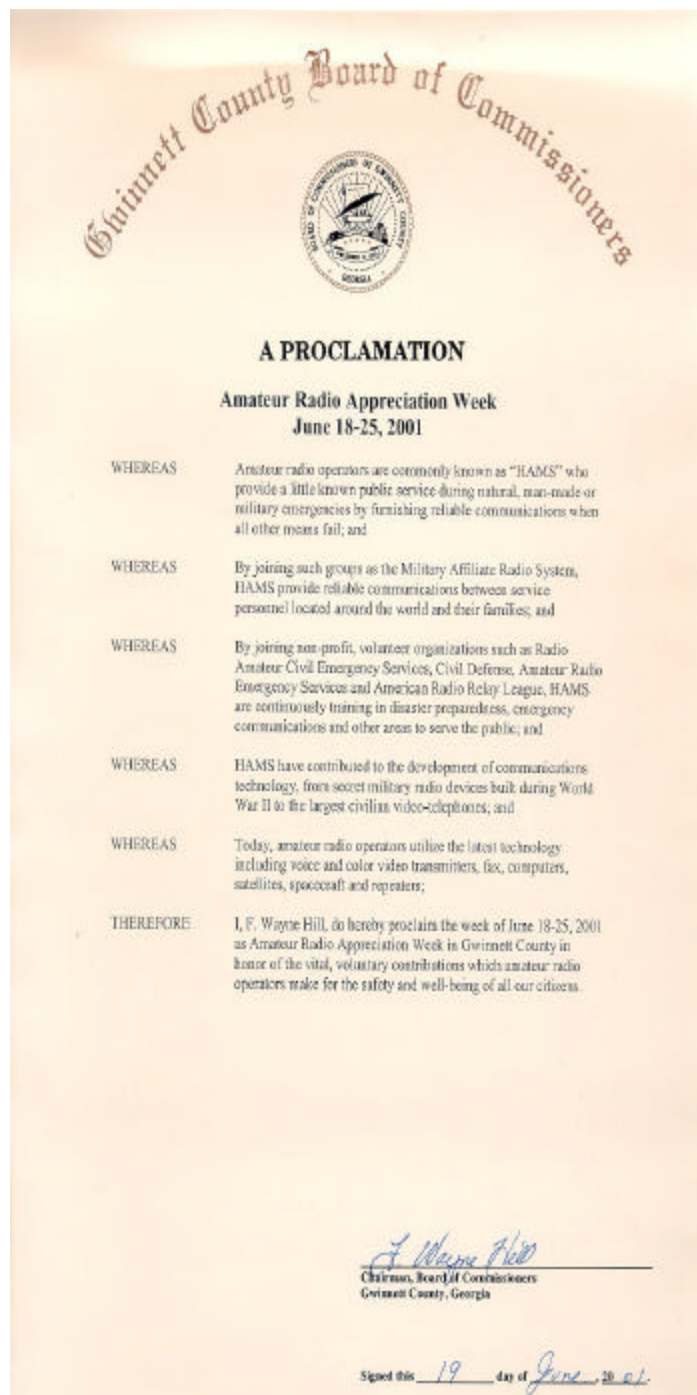 Gwinnett County Board of Commissioners
BOARD OF COMMISSIONERS OF GWINNETT COUNTY
GEORGIA
A PROCLAMATION
Amateur Radio Appreciation Week
June 18-25, 2001
WHEREAS Amateur radio operators are commonly known as “HAMS” who
provide a little known public service during natural, man-made or
military emergencies by furnishing reliable communications when
all other means fail; and
WHEREAS By joining such groups as the Military Affiliate Radio System,
HAMS provide reliable communications between service
personnel located around the world and their families; and
WHEREAS By joining non-profit, volunteer organizations such as Radio
Amateur Civil Emergency Services, Civil Defense, Amateur Radio
Emergency Services and American Radio Relay League, HAMS
are continuously training in disaster preparedness, emergency
communications and other areas to serve the public; and
WHEREAS HAMS have contributed to the development of communications
technology, from secret military radio devices built during World
War II to the largest civilian video-telephones; and
WHEREAS Today, amateur radio operators utilize the latest technology
including voice and color video transmitters, fax, computers,
satellites, spacecraft and repeaters;
THEREFORE I, F. Wayne Hill, do hereby proclaim the week of June 18-25, 2001
as Amateur Radio Appreciation Week in Gwinnett County in
honor of the vital, voluntary contributions which amateur radio
operators make for the safety and well-being of all our citizens.
F. Wayne Hill
Chairman, Board of Commissioners
Gwinnett County, Georgia
Signed this 19 day of June, 20 01.